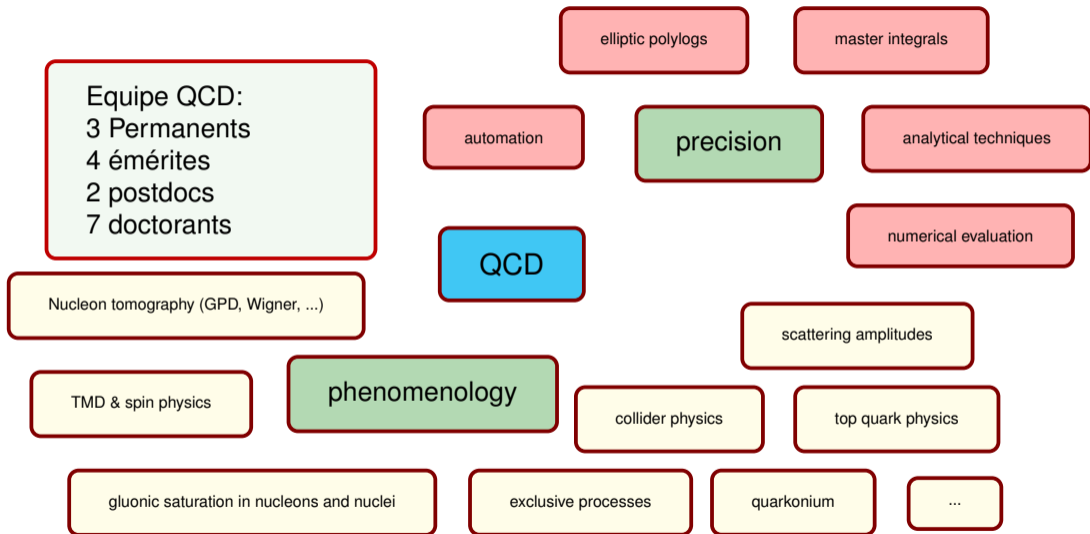 elliptic polylogs
master integrals
Equipe QCD:
3 Permanents
4 émérites
2 postdocs
7 doctorants
automation
precision
analytical techniques
numerical evaluation
QCD
Nucleon tomography (GPD, Wigner, ...)
scattering amplitudes
phenomenology
TMD & spin physics
collider physics
top quark physics
gluonic saturation in nucleons and nuclei
exclusive processes
quarkonium
...